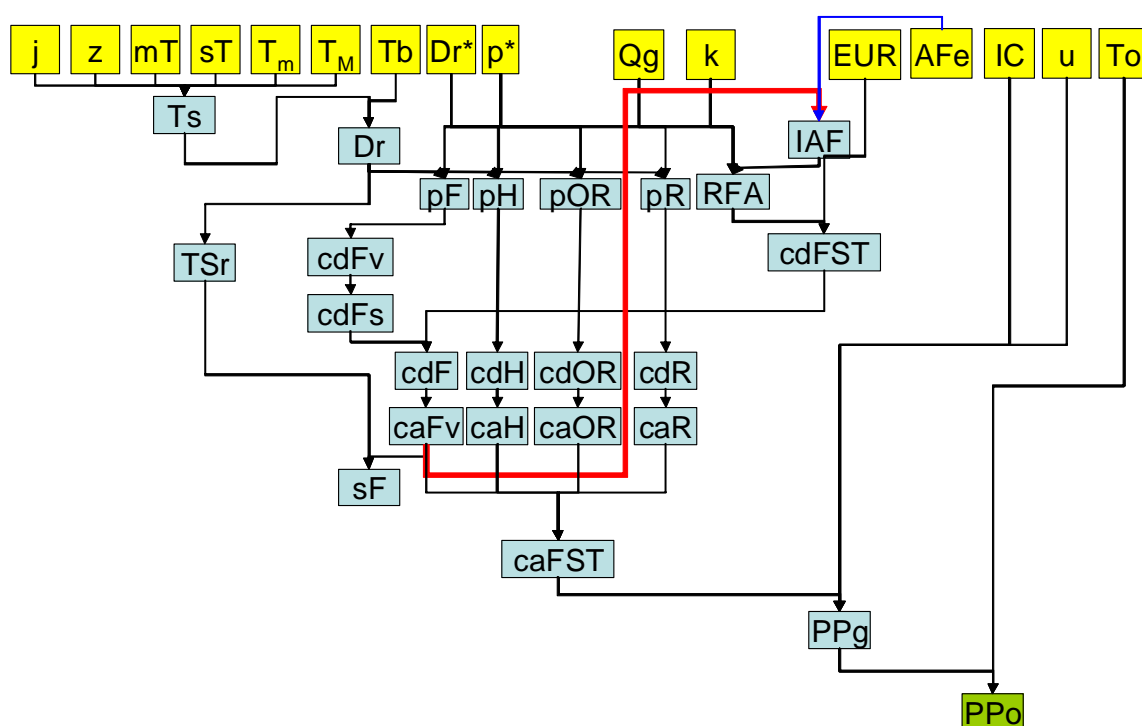 j z mT sT Tm TM Tb Dr* p* Qg k EUR AFe IC u To
Ts
Dr
IAF
pF pH pOR pR RFA
TSr cdFv cdFST
cdFs
cdF cdH cdOR cdR
caFv caH caOR caR
sF
caFST
PPg
PPo